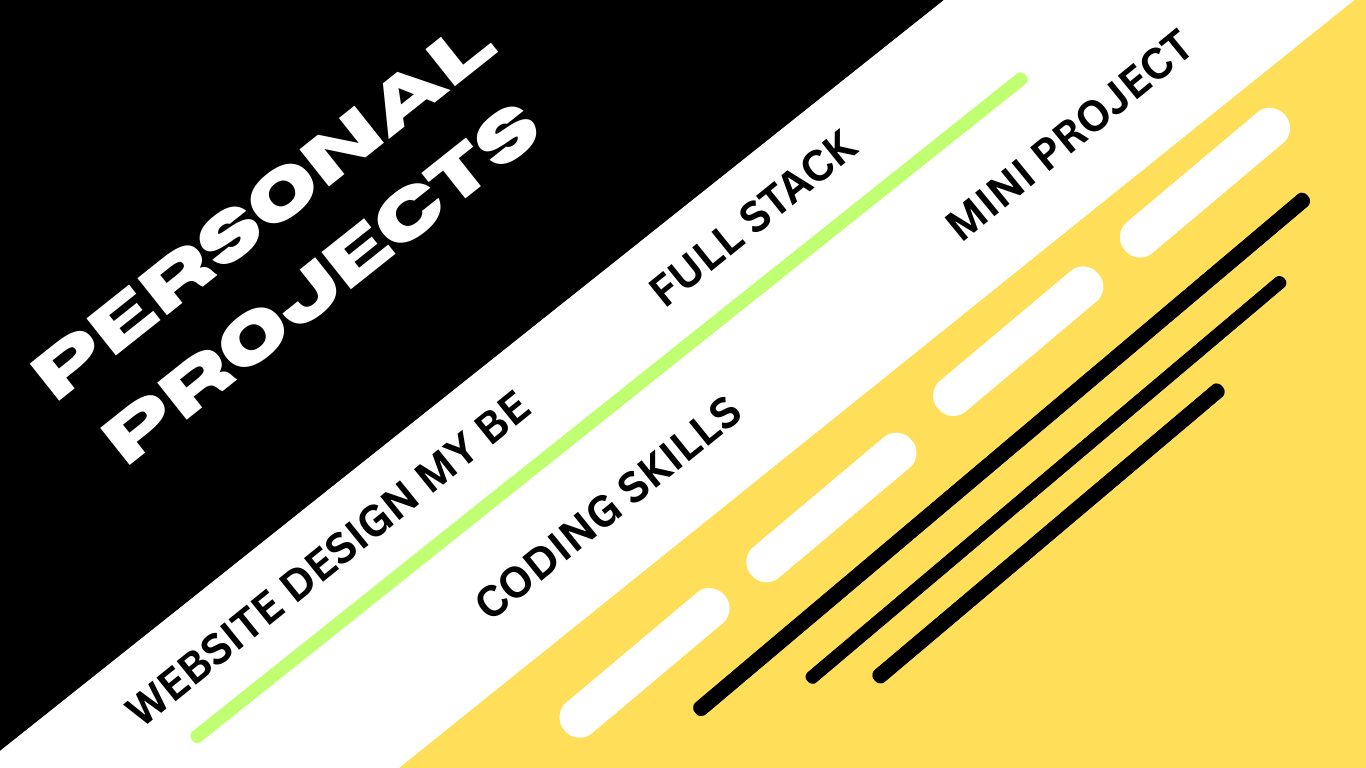 PERSONAL
PROJECTS
WEBSITE DESIGN MY BE
FULL STACK
CODING SKILLS
MINI PROJECT